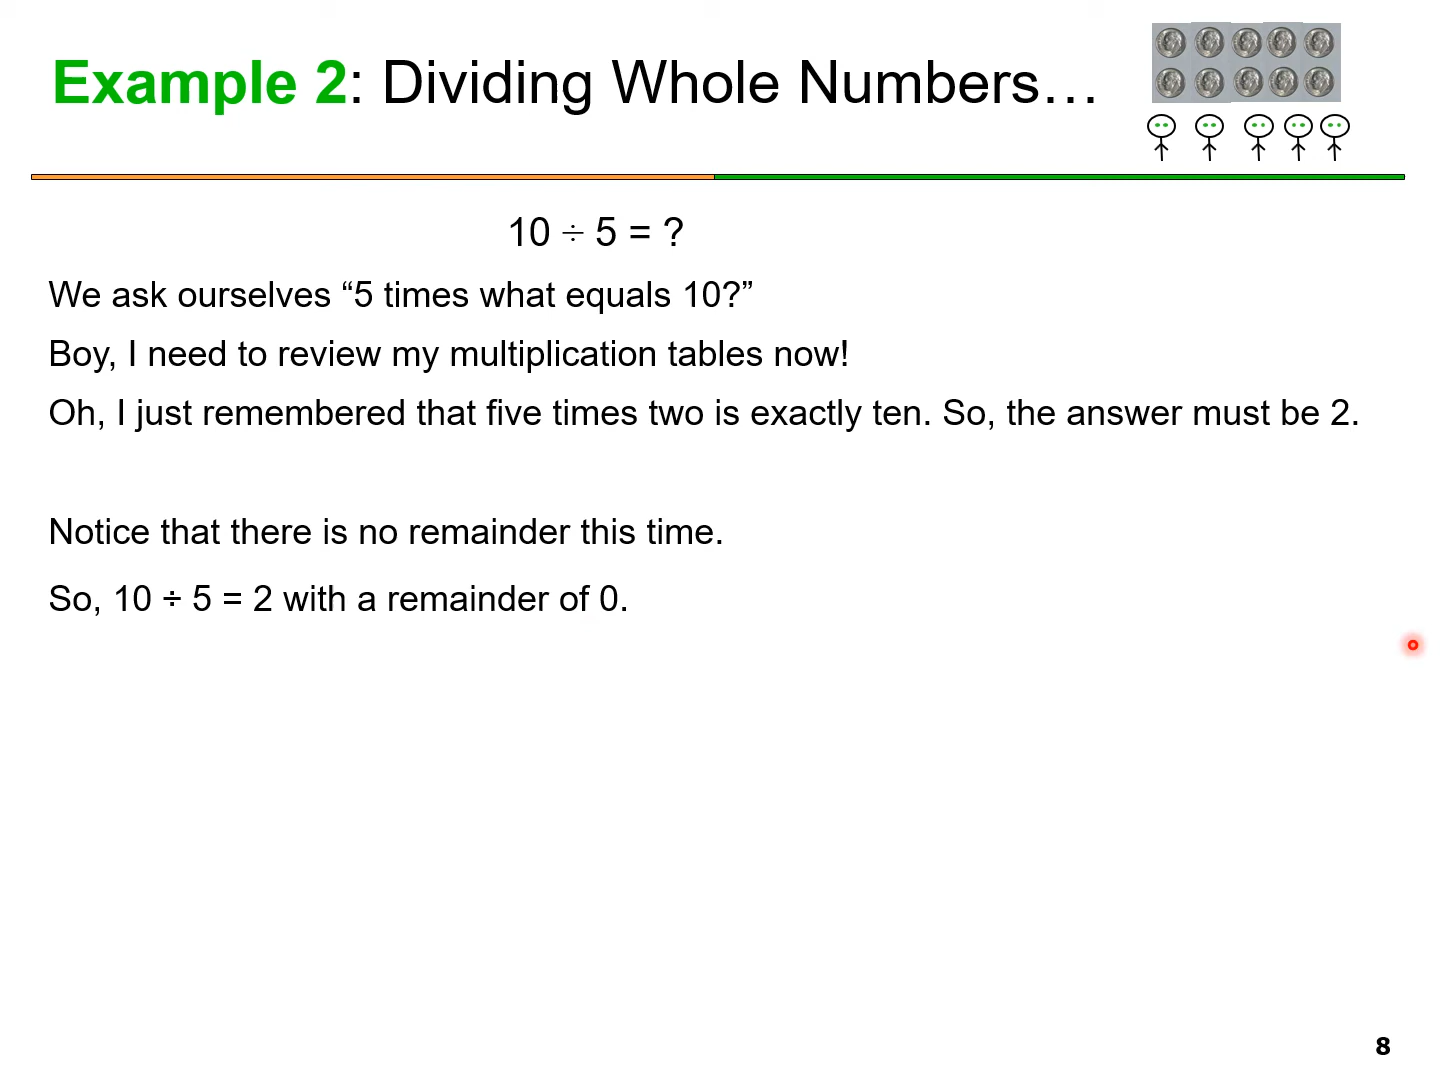 Example 2: Dividing Whole Numbers…
10 ÷ 5 = ?
We ask ourselves “5 times what equals 10?”
Boy, I need to review my multiplication tables now!
Oh, I just remembered that five times two is exactly ten. So, the answer must be 2.
Notice that there is no remainder this time.
So, 10 ÷ 5 = 2 with a remainder of 0.
8